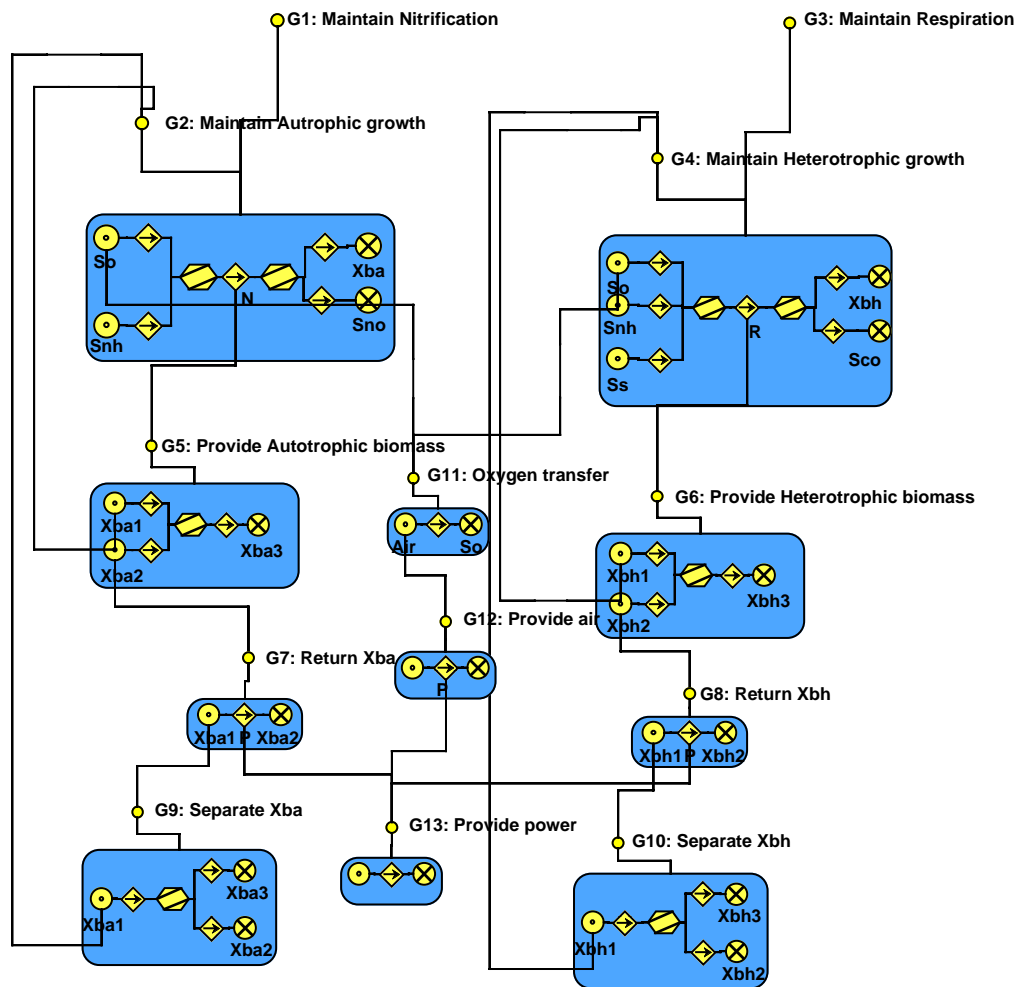 G1: Maintain Nitrification
G3: Maintain Respiration
G2: Maintain Autrophic growth
G4: Maintain Heterotrophic growth
So
Xba
N
Sno
Snh
So
Xbh
Snh
R
Sco
Ss
G5: Provide Autotrophic biomass
G11: Oxygen transfer
G6: Provide Heterotrophic biomass
Xba1
Xba3
Xba2
Air
So
Xbh1
Xbh3
Xbh2
G12: Provide air
G7: Return Xba
P
G8: Return Xbh
Xba1 P Xba2
Xbh1 P Xbh2
G9: Separate Xba
G13: Provide power
G10: Separate Xbh
Xba3
Xba1
Xba2
Xbh3
Xbh1
Xbh2